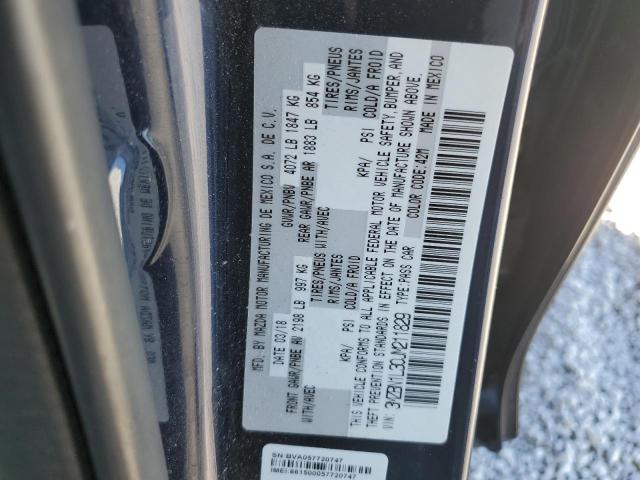 MFD. BY MAZDA MOTOR MANUFACTURING DE MEXICO S.A. DE C.V.
DATE 03/18 GVWR/PNBV 4072 LB 1847 KG
FRONT GAWR/PNBE AV 2198 LB 997 KG REAR GAWR/PNBE AR 1883 LB 854 KG
WITH/AVEC TIRES/PNEUS WITH/AVEC TIRES/PNEUS
RIMS/JANTES RIMS/JANTES
KPA/ PSI COLD/A FROID KPA/ PSI COLD/A FROID
THIS VEHICLE CONFORMS TO ALL APPLICABLE FEDERAL MOTOR VEHICLE SAFETY, BUMPER, AND
THEFT PREVENTION STANDARDS IN EFFECT ON THE DATE OF MANUFACTURE SHOWN ABOVE.
VIN: 3MZBN1L30JM211829 TYPE:PASS CAR COLOR CODE:42M MADE IN MEXICO
SN:BVA057720747
IMEI:861500057720747